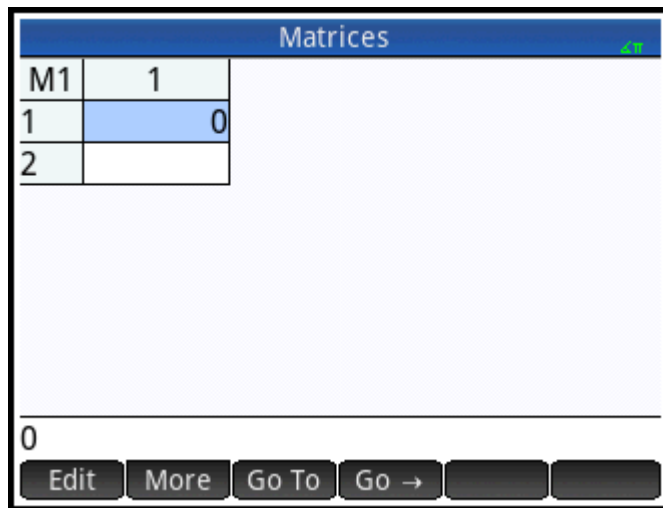 Matrices
∡π
M1 1
1 0
2
0
Edit More Go To Go →